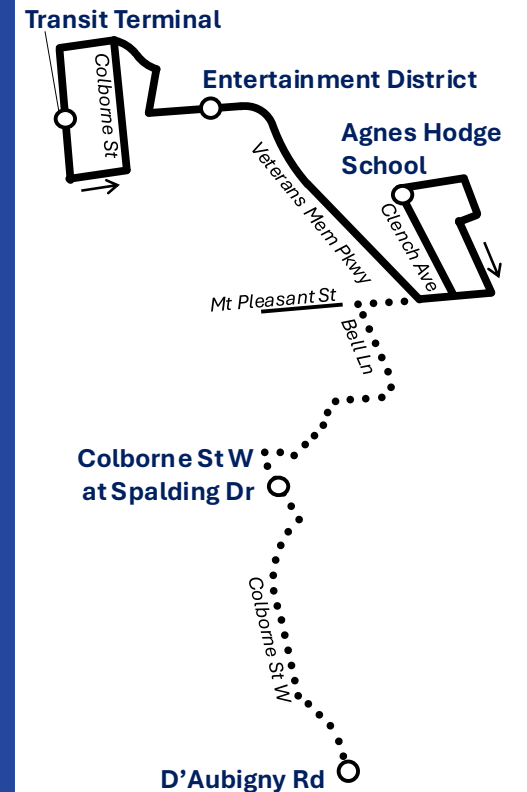 Transit Terminal
Colborne St
Entertainment District
Agnes Hodge
School
Veterans Mem Pkwy
Clench Ave
Mt Pleasant St
Bell Ln
Colborne St W
at Spalding Dr
Colborne St W
D'Aubigny Rd